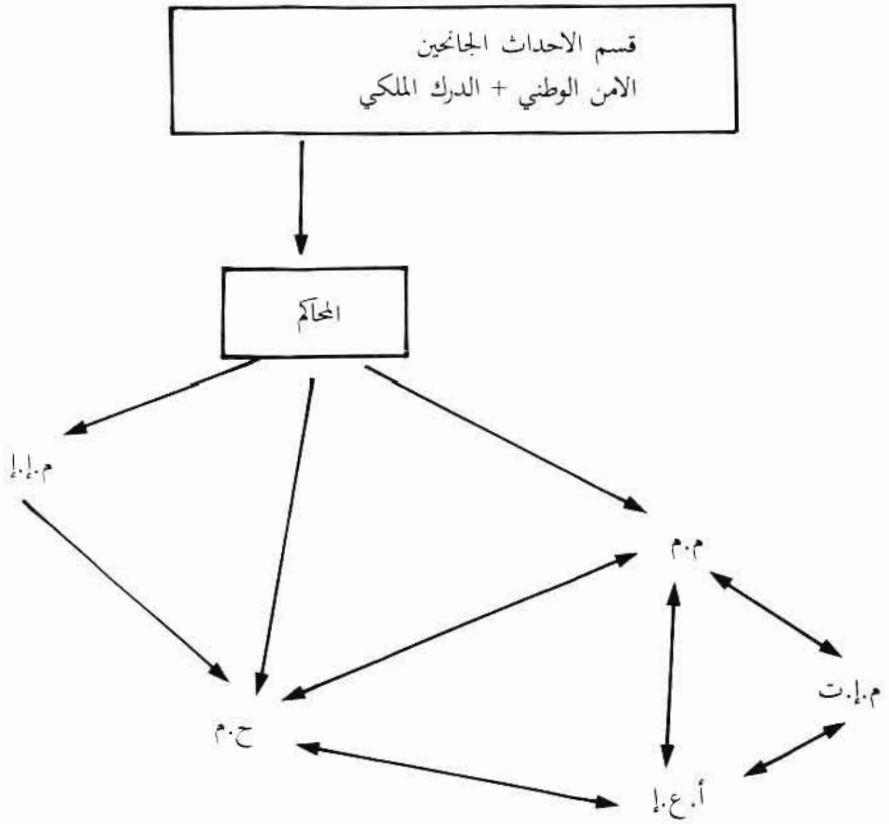 قسم الاحداث الجانحين
الامن الوطني + الدرك الملكي
المحاكم
م.إ.إ
م.م
م.إ.ت
ح.م
أ.ع.إ